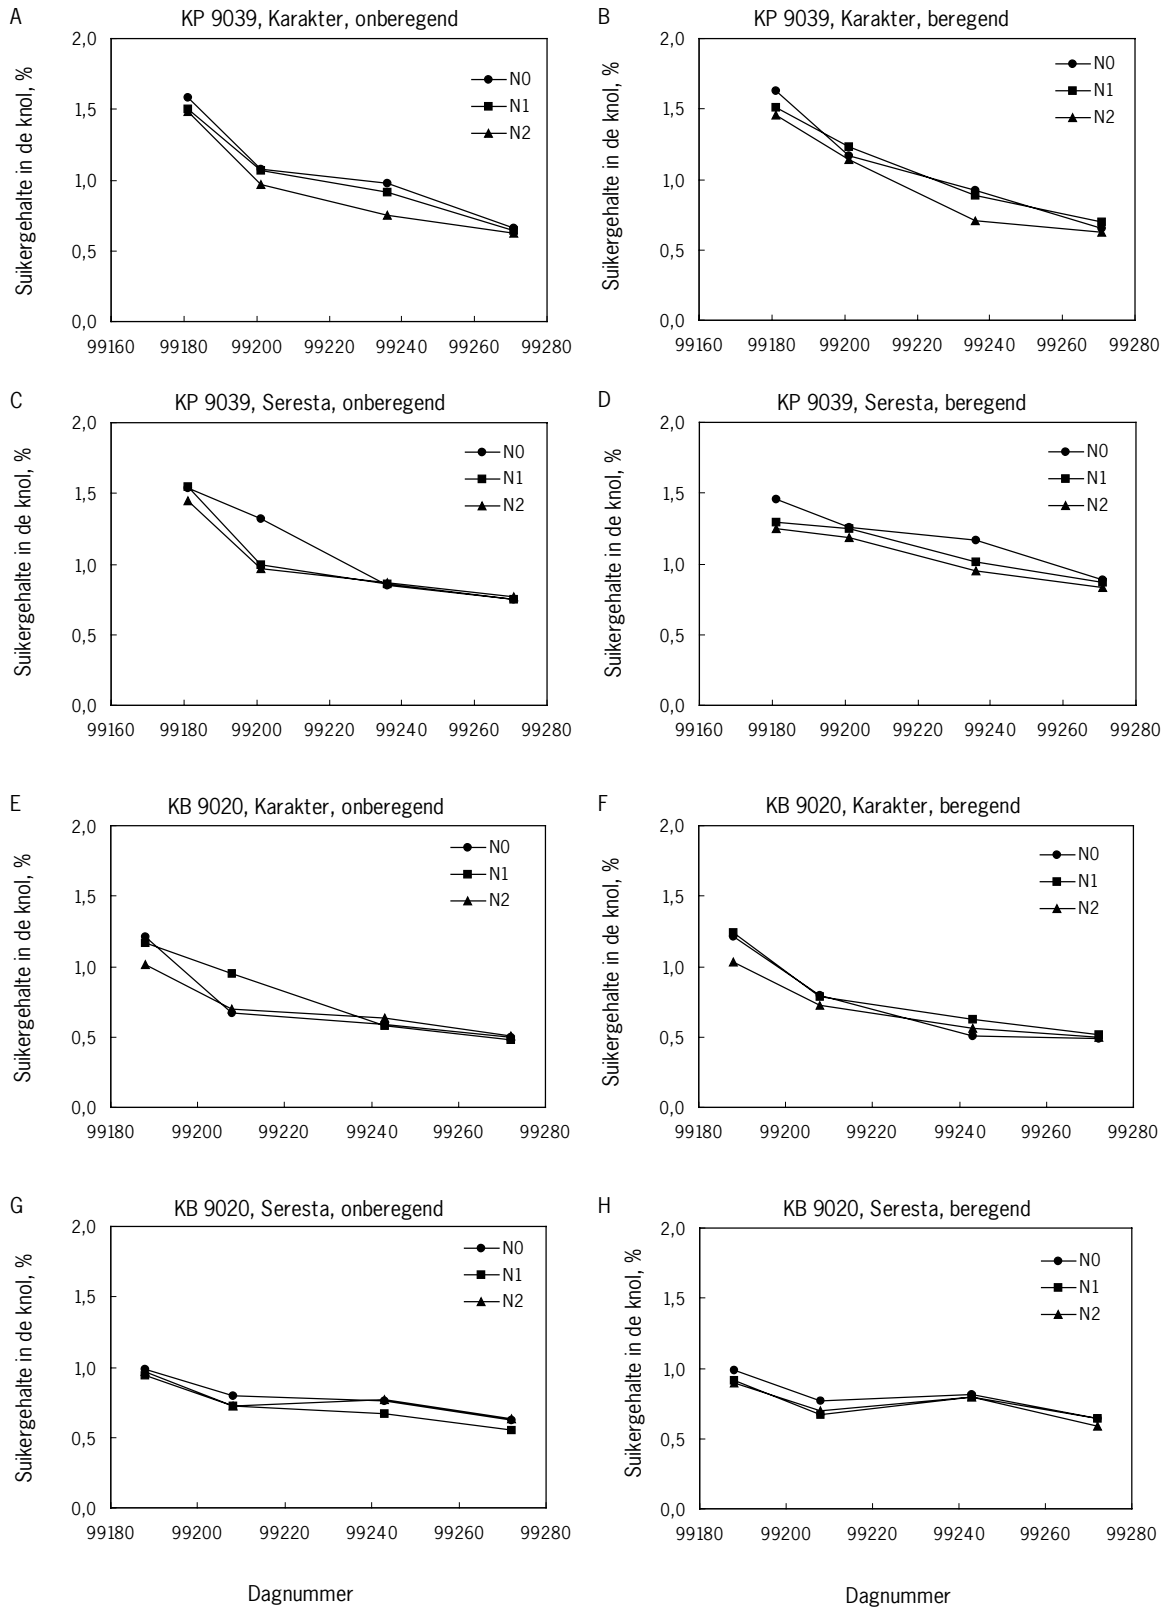 A
KP 9039, Karakter, onberegend
Suikergehalte in de knol, %
2,0
1,5
1,0
0,5
0,0
99160 99180 99200 99220 99240 99260 99280
N0
N1
N2
B
KP 9039, Karakter, beregend
Suikergehalte in de knol, %
2,0
1,5
1,0
0,5
0,0
99160 99180 99200 99220 99240 99260 99280
N0
N1
N2
C
KP 9039, Seresta, onberegend
Suikergehalte in de knol, %
2,0
1,5
1,0
0,5
0,0
99160 99180 99200 99220 99240 99260 99280
N0
N1
N2
D
KP 9039, Seresta, beregend
Suikergehalte in de knol, %
2,0
1,5
1,0
0,5
0,0
99160 99180 99200 99220 99240 99260 99280
N0
N1
N2
E
KB 9020, Karakter, onberegend
Suikergehalte in de knol, %
2,0
1,5
1,0
0,5
0,0
99180 99200 99220 99240 99260 99280
N0
N1
N2
F
KB 9020, Karakter, beregend
Suikergehalte in de knol, %
2,0
1,5
1,0
0,5
0,0
99180 99200 99220 99240 99260 99280
N0
N1
N2
G
KB 9020, Seresta, onberegend
Suikergehalte in de knol, %
2,0
1,5
1,0
0,5
0,0
99180 99200 99220 99240 99260 99280
N0
N1
N2
Dagnummer
H
KB 9020, Seresta, beregend
Suikergehalte in de knol, %
2,0
1,5
1,0
0,5
0,0
99180 99200 99220 99240 99260 99280
N0
N1
N2
Dagnummer